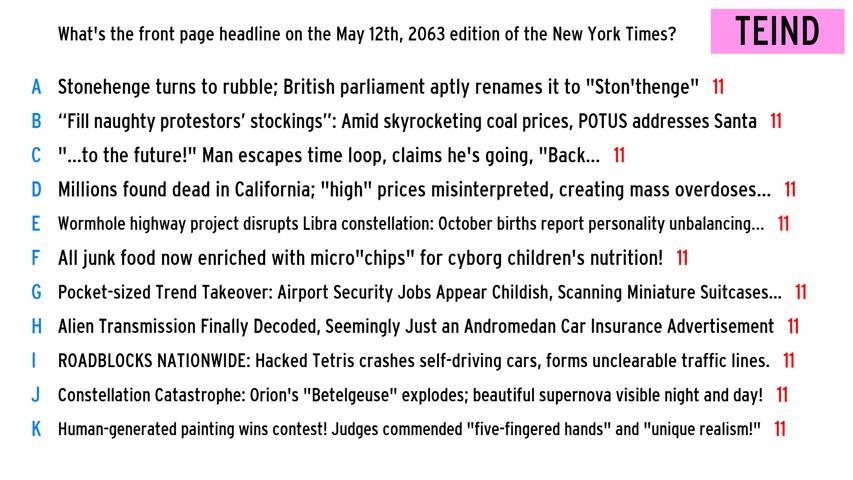 What's the front page headline on the May 12th, 2063 edition of the New York Times?
TEIND
A Stonehenge turns to rubble; British parliament aptly renames it to "Ston'thenge" 11
B “Fill naughty protestors’ stockings”: Amid skyrocketing coal prices, POTUS addresses Santa 11
C "...to the future!" Man escapes time loop, claims he's going, "Back... 11
D Millions found dead in California; "high" prices misinterpreted, creating mass overdoses... 11
E Wormhole highway project disrupts Libra constellation: October births report personality unbalancing... 11
F All junk food now enriched with micro"chips" for cyborg children's nutrition! 11
G Pocket-sized Trend Takeover: Airport Security Jobs Appear Childish, Scanning Miniature Suitcases... 11
H Alien Transmission Finally Decoded, Seemingly Just an Andromedan Car Insurance Advertisement 11
I ROADBLOCKS NATIONWIDE: Hacked Tetris crashes self-driving cars, forms unclearable traffic lines. 11
J Constellation Catastrophe: Orion's "Betelgeuse" explodes; beautiful supernova visible night and day! 11
K Human-generated painting wins contest! Judges commended "five-fingered hands" and "unique realism!" 11